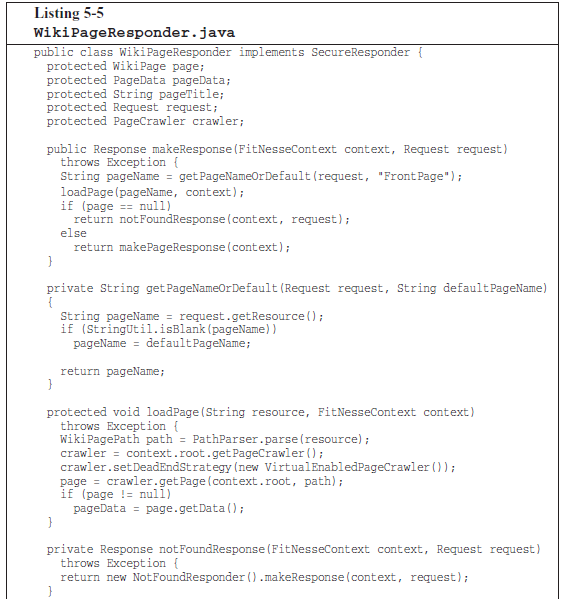 Listing 5-5
WikiPageResponder.java
public class WikiPageResponder implements SecureResponder {
protected WikiPage page;
protected PageData pageData;
protected String pageTitle;
protected Request request;
protected PageCrawler crawler;
public Response makeResponse(FitNesseContext context, Request request)
throws Exception {
String pageName = getPageNameOrDefault(request, "FrontPage");
loadPage(pageName, context);
if (page == null)
return notFoundResponse(context, request);
else
return makePageResponse(context);
}
private String getPageNameOrDefault(Request request, String defaultPageName)
{
String pageName = request.getResource();
if (StringUtil.isBlank(pageName))
pageName = defaultPageName;
return pageName;
}
protected void loadPage(String resource, FitNesseContext context)
throws Exception {
WikiPagePath path = PathParser.parse(resource);
crawler = context.root.getPageCrawler();
crawler.setDeadEndStrategy(new VirtualEnabledPageCrawler());
page = crawler.getPage(context.root, path);
if (page != null)
pageData = page.getData();
}
private Response notFoundResponse(FitNesseContext context, Request request)
throws Exception {
return new NotFoundResponder().makeResponse(context, request);
}